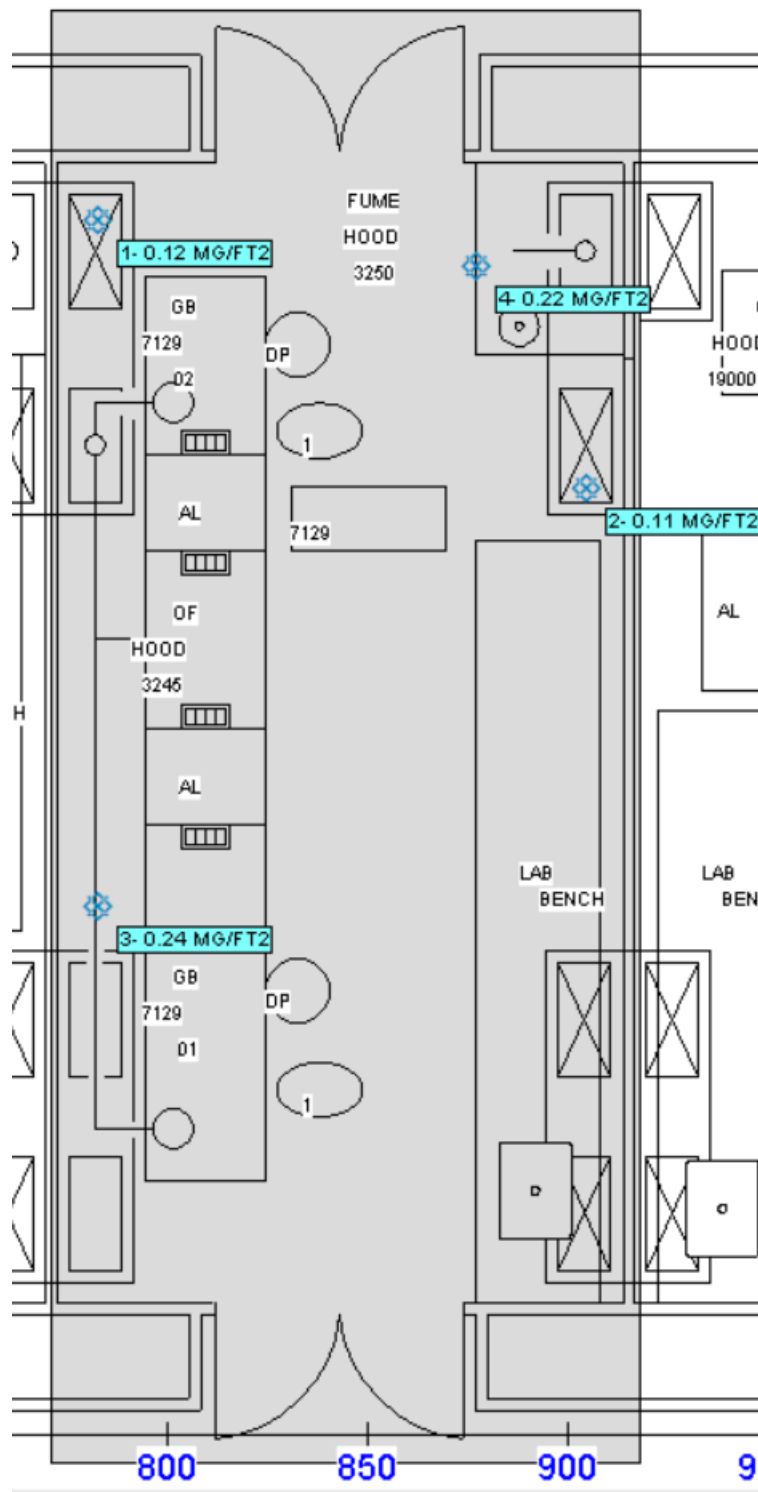 FUME
HOOD
3250
1- 0.12 MG/FT2
4- 0.22 MG/FT2
GB
7129
02
DP
1
HOOD
19000
AL
7129
2- 0.11 MG/FT2
OF
HOOD
3245
AL
H
AL
LAB
BENCH
LAB
BEN
3- 0.24 MG/FT2
GB
7129
01
DP
1
800
850
900
9